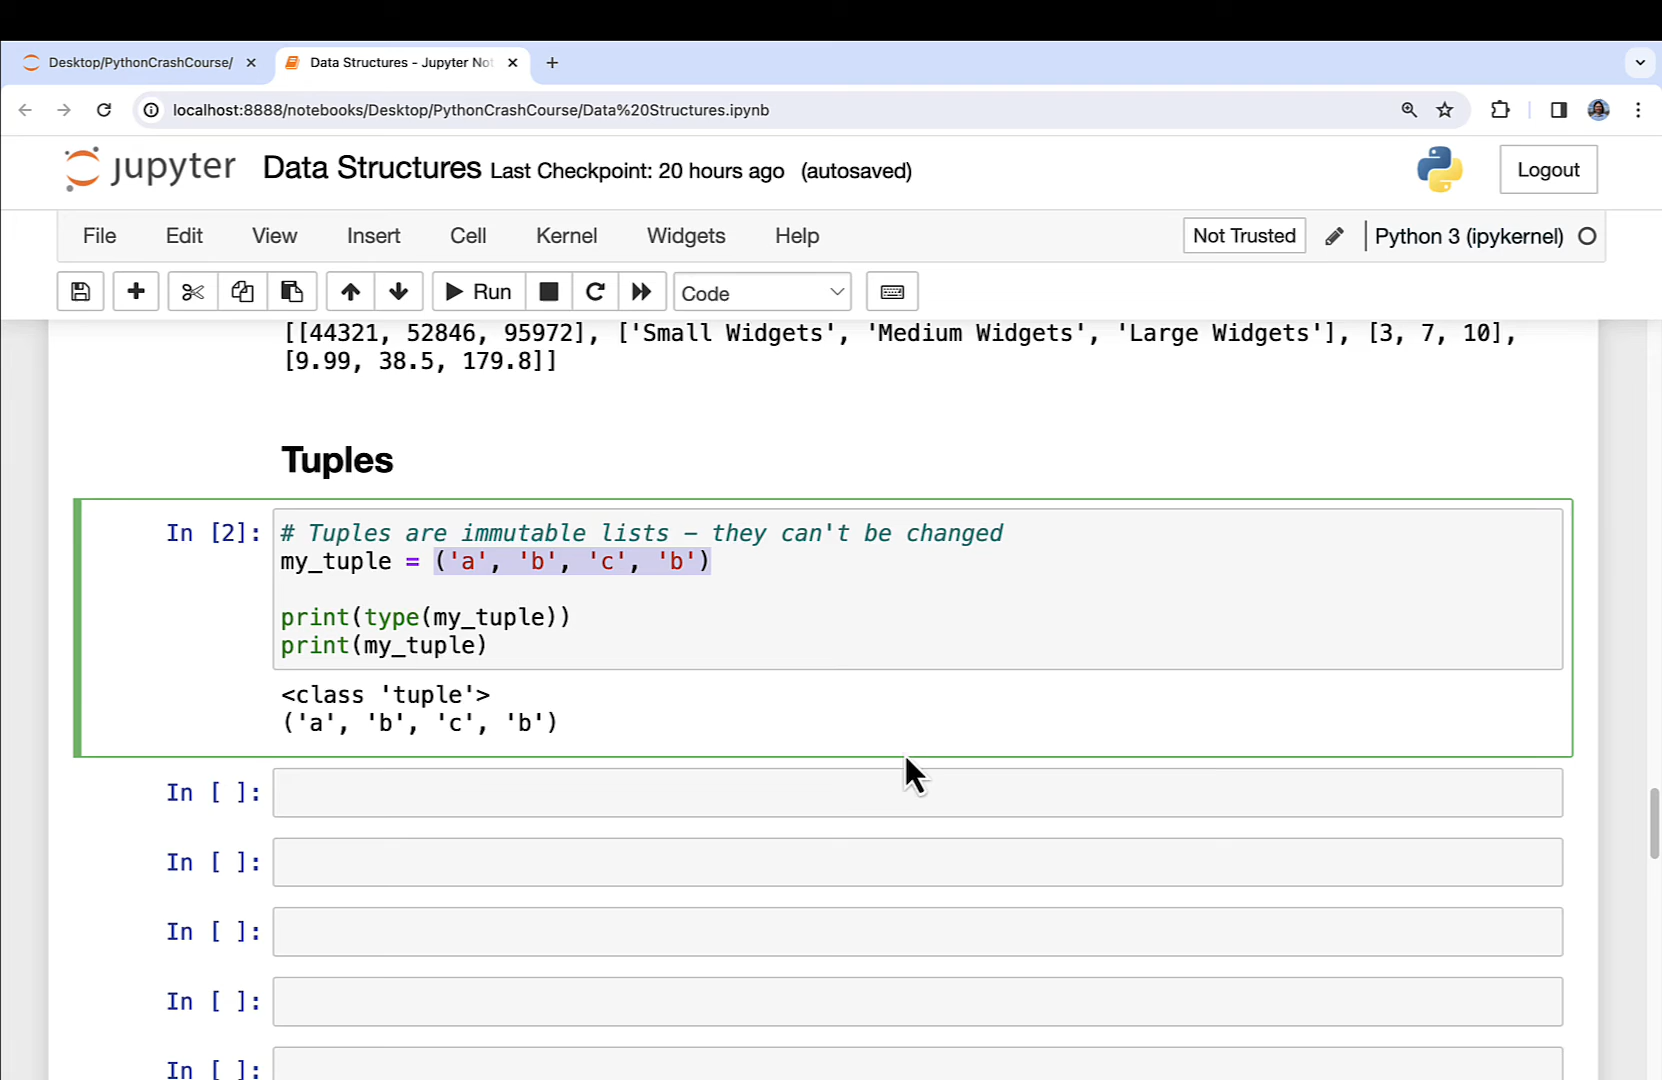 Desktop/PythonCrashCourse/
Data Structures - Jupyter Not
localhost:8888/notebooks/Desktop/PythonCrashCourse/Data%20Structures.ipynb
jupyter Data Structures Last Checkpoint: 20 hours ago (autosaved)
Logout
File Edit View Insert Cell Kernel Widgets Help
Not Trusted
Python 3 (ipykernel)
Run
Code
[[44321, 52846, 95972], ['Small Widgets', 'Medium Widgets', 'Large Widgets'], [3, 7, 10],
[9.99, 38.5, 179.8]]
Tuples
In [2]: # Tuples are immutable lists – they can't be changed
my_tuple = ('a', 'b', 'c', 'b')
print(type(my_tuple))
print(my_tuple)
<class 'tuple'>
('a', 'b', 'c', 'b')
In [ ]:
In [ ]:
In [ ]:
In [ ]:
In [ ]: